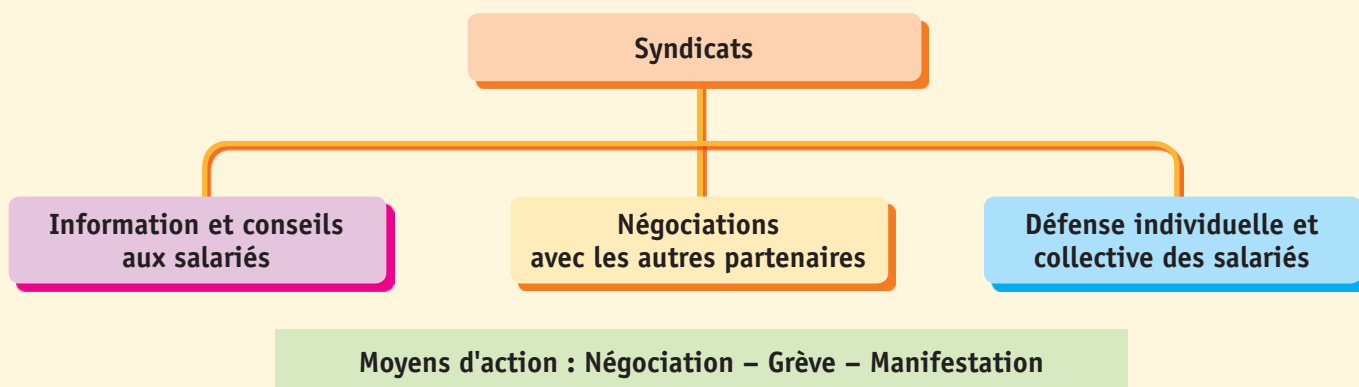 Syndicats
Information et conseils
aux salariés
Négociations
avec les autres partenaires
Défense individuelle et
collective des salariés
Moyens d'action : Négociation – Grève – Manifestation